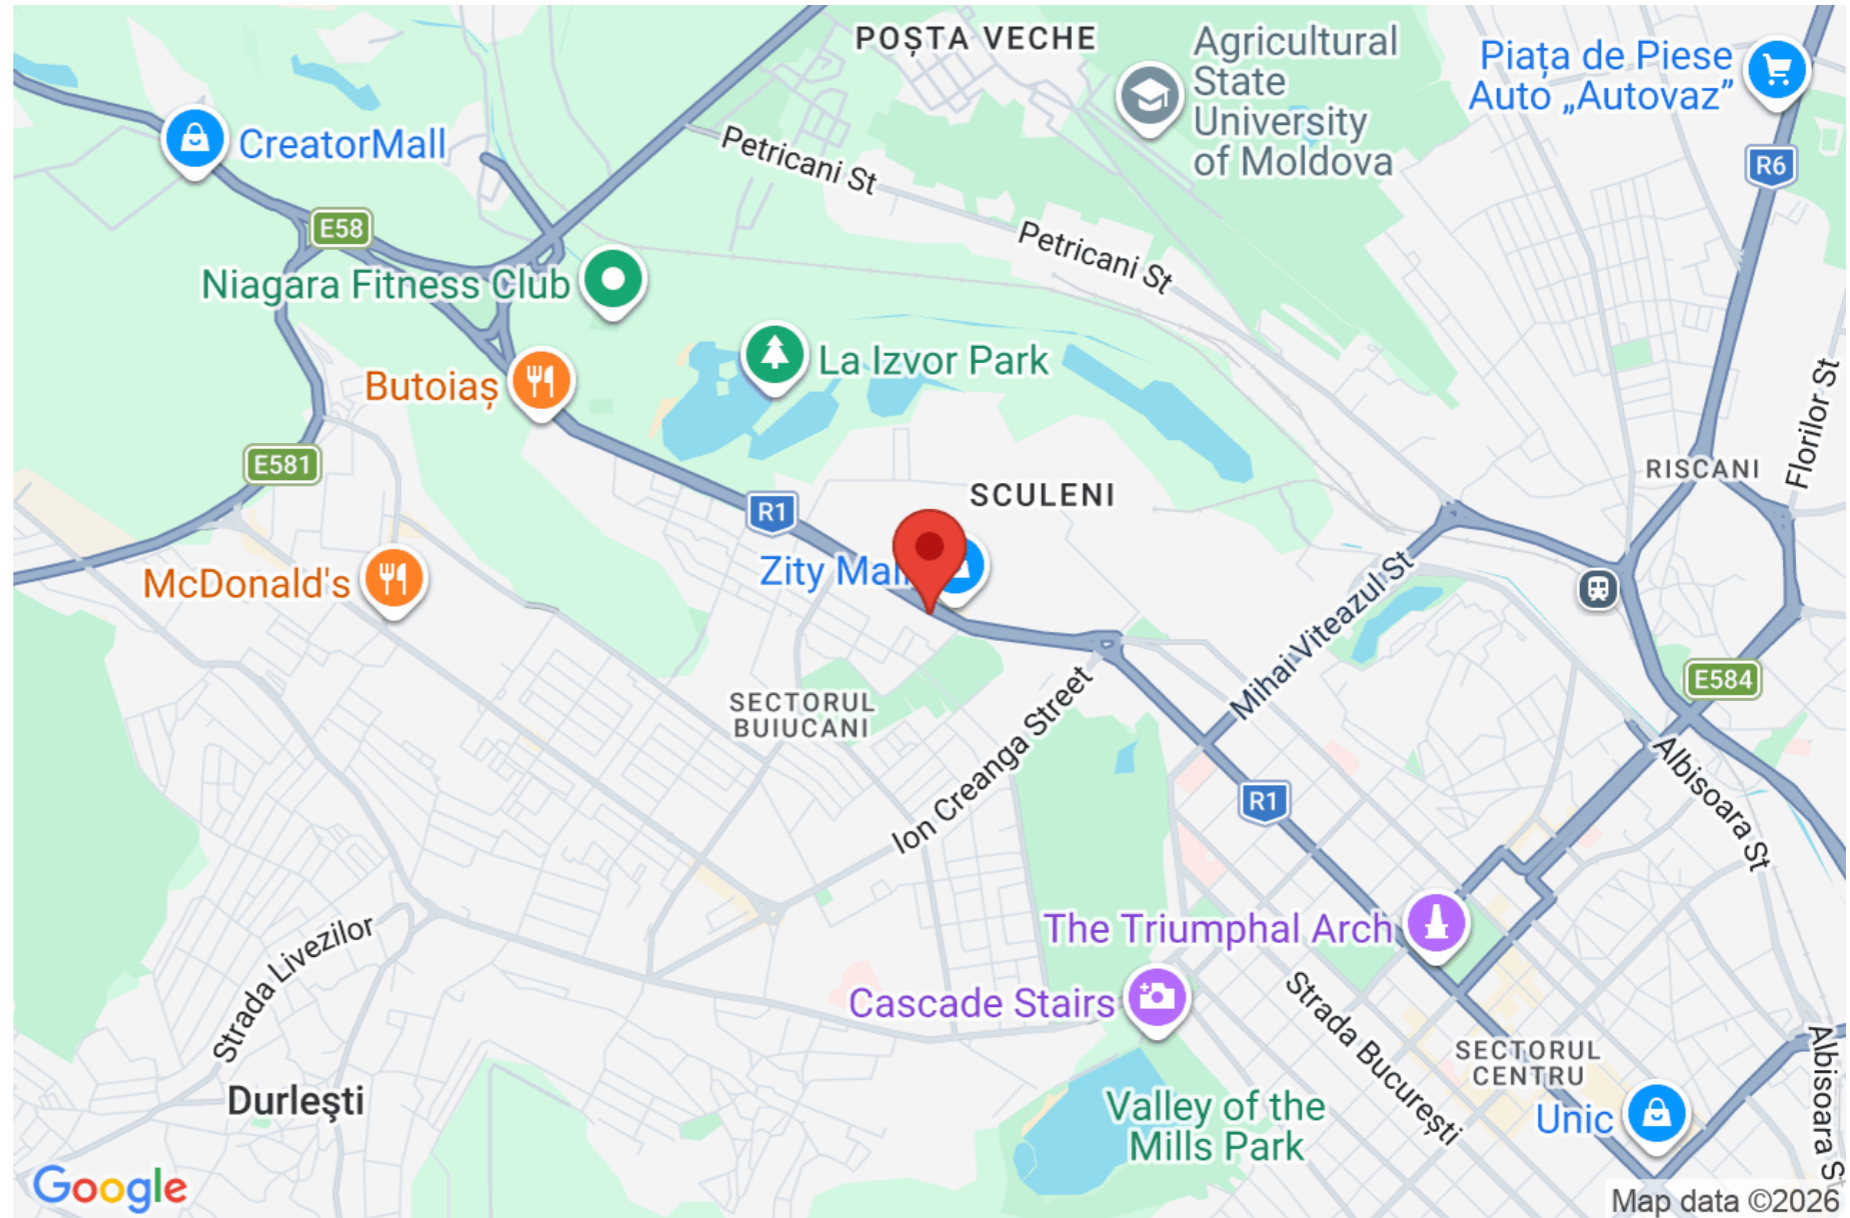 POȘTA VECHE
Agricultural
State
University
of Moldova
Piața de Piese
Auto „Autovaz”
CreatorMall
Petricani St
R6
E58
Petricani St
Niagara Fitness Club
La Izvor Park
Butoiaș
Florilor St
E581
RISCANI
SCULENI
R1
Zity Mall
McDonald's
Mihai Viteazul St
E584
SECTORUL
BUIUCANI
Ion Creanga Street
Albisoara St
R1
The Triumphal Arch
Strada Livezilor
Cascade Stairs
Strada București
SECTORUL
CENTRU
Albisoara S
Durleşti
Valley of the
Mills Park
Unic
Google
Map data ©2026